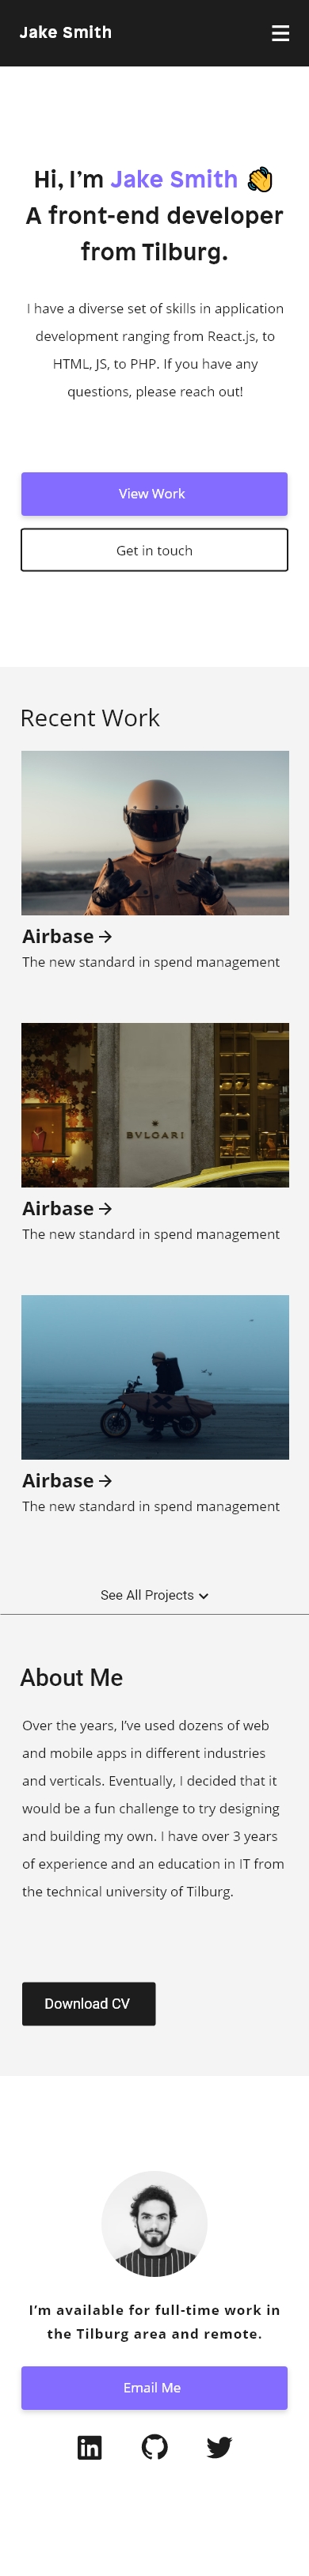 Jake Smith
Hi, I’m Jake Smith 👋
A front-end developer
from Tilburg.
I have a diverse set of skills in application
development ranging from React.js, to
HTML, JS, to PHP. If you have any
questions, please reach out!
View Work
Get in touch
Recent Work
Airbase →
The new standard in spend management
BVLGARI
Airbase →
The new standard in spend management
Airbase →
The new standard in spend management
See All Projects
About Me
Over the years, I’ve used dozens of web
and mobile apps in different industries
and verticals. Eventually, I decided that it
would be a fun challenge to try designing
and building my own. I have over 3 years
of experience and an education in IT from
the technical university of Tilburg.
Download CV
I’m available for full-time work in
the Tilburg area and remote.
Email Me
in